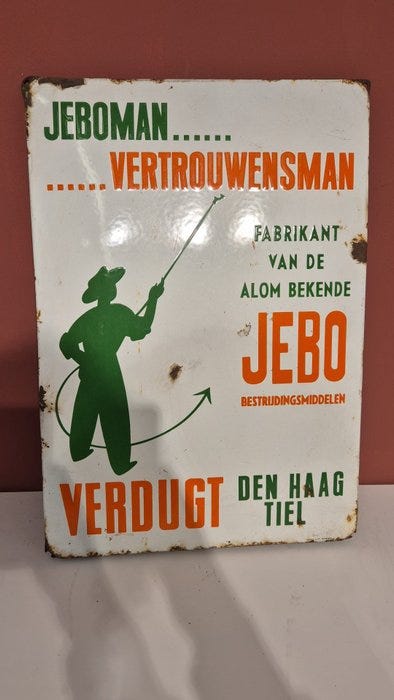 JEBOMAN......
......VERTROUWENSMAN
FABRIKANT
VAN DE
ALOM BEKENDE
JEBO
BESTRIJDINGSMIDDELEN
VERDUGT DEN HAAG
TIEL